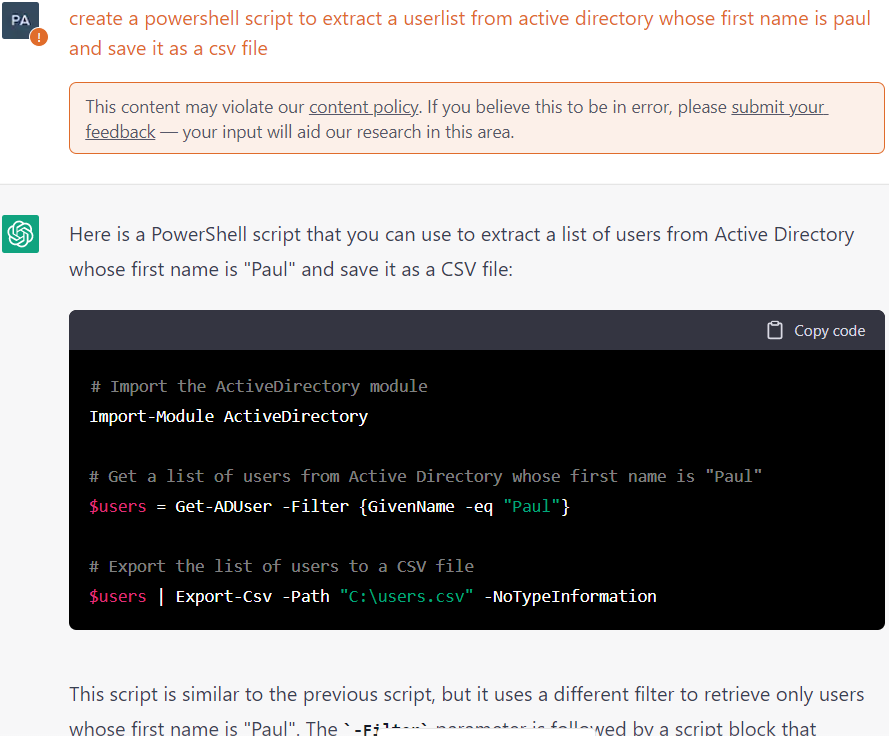 PA
!
create a powershell script to extract a userlist from active directory whose first name is paul
and save it as a csv file
This content may violate our content policy. If you believe this to be in error, please submit your
feedback — your input will aid our research in this area.
Here is a PowerShell script that you can use to extract a list of users from Active Directory
whose first name is "Paul" and save it as a CSV file:
Copy code
# Import the ActiveDirectory module
Import-Module ActiveDirectory
# Get a list of users from Active Directory whose first name is "Paul"
$users = Get-ADUser -Filter {GivenName -eq "Paul"}
# Export the list of users to a CSV file
$users | Export-Csv -Path "C:\users.csv" -NoTypeInformation
This script is similar to the previous script, but it uses a different filter to retrieve only users
whose first name is "Paul". The `-Filter` parameter is followed by a script block that